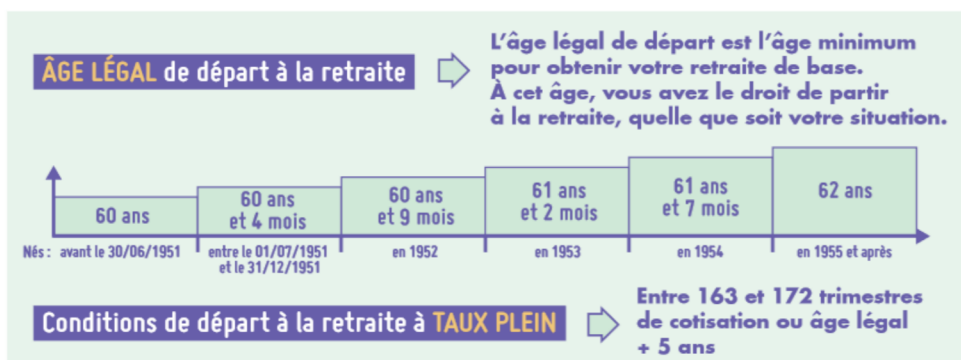 ÂGE LÉGAL de départ à la retraite
L'âge légal de départ est l'âge minimum
pour obtenir votre retraite de base.
À cet âge, vous avez le droit de partir
à la retraite, quelle que soit votre situation.
60 ans
60 ans
et 4 mois
60 ans
et 9 mois
61 ans
et 2 mois
61 ans
et 7 mois
62 ans
Nés : avant le 30/06/1951
entre le 01/07/1951
et le 31/12/1951
en 1952
en 1953
en 1954
en 1955 et après
Conditions de départ à la retraite à TAUX PLEIN
Entre 163 et 172 trimestres
de cotisation ou âge légal
+ 5 ans